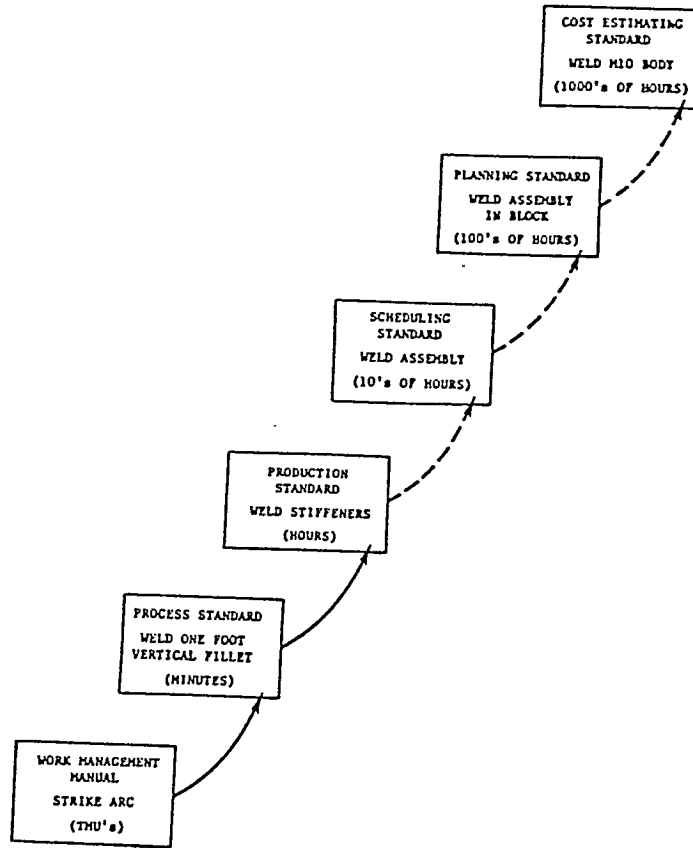 COST ESTIMATING
STANDARD
WELD BODY
(1000's OF HOURS)
PLANNING STANDARD
WELD ASSEMBLY
IN BLOCK
(100's OF HOURS)
SCHEDULING
STANDARD
WELD ASSEMBLY
(10's OF HOURS)
PRODUCTION
STANDARD
WELD STIFFENERS
(HOURS)
PROCESS STANDARD
WELD ONE FOOT
VERTICAL FILLET
(MINUTES)
WORK MANAGEMENT
MANUAL
STRIKE ARC
(TMU's)